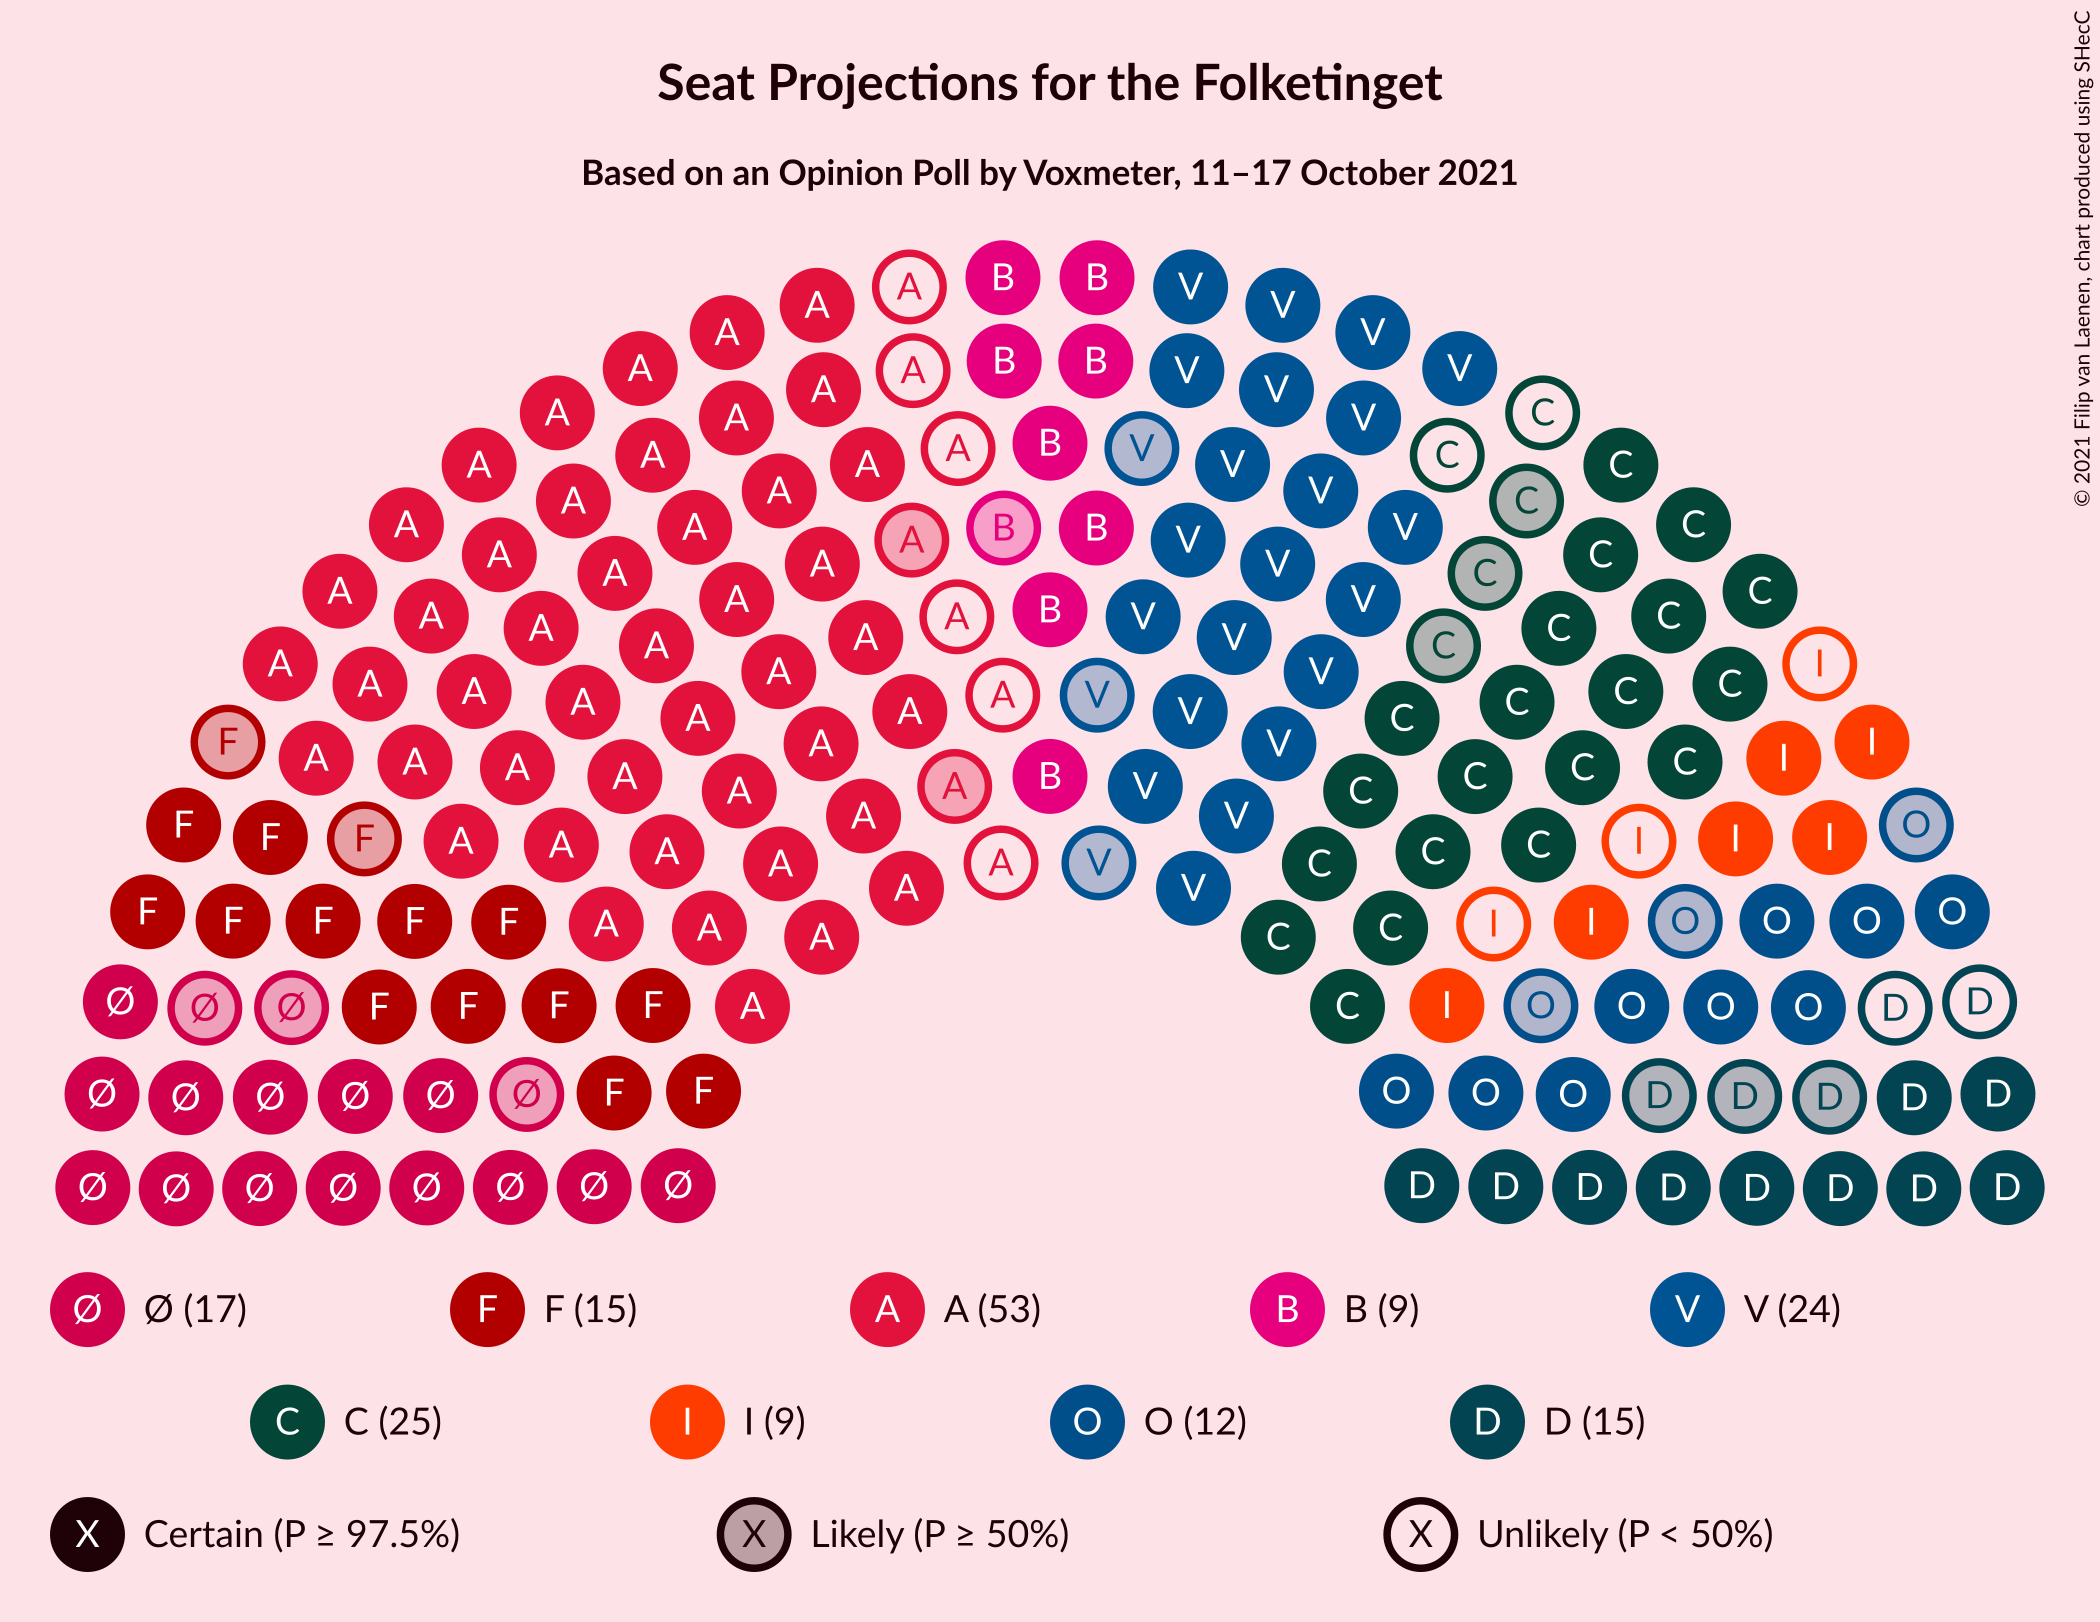 Seat Projections for the Folketinget
Based on an Opinion Poll by Voxmeter, 11–17 October 2021
© 2021 Filip van Laenen, chart produced using SHecC
A A A B B V V V
A A A B B V V V V
A A A A B V V V V C C
A A A A A A B B V V V C C C
A A A A A A B V V V V C C C C
A A A A A A A A V V V V C C C C C I
F A A A A A A A A B V V C C C C C I I
F F F A A A A A A A V V C C C I I I O
F F F F F A A A C C I I O O O O
Ø Ø Ø F F F F A C I O O O O D D
Ø Ø Ø Ø Ø Ø F F O O O D D D D D
Ø Ø Ø Ø Ø Ø Ø Ø D D D D D D D D
Ø Ø (17) F F (15) A A (53) B B (9) V V (24)
C C (25) I I (9) O O (12) D D (15)
X Certain (P ≥ 97.5%) X Likely (P ≥ 50%) X Unlikely (P < 50%)